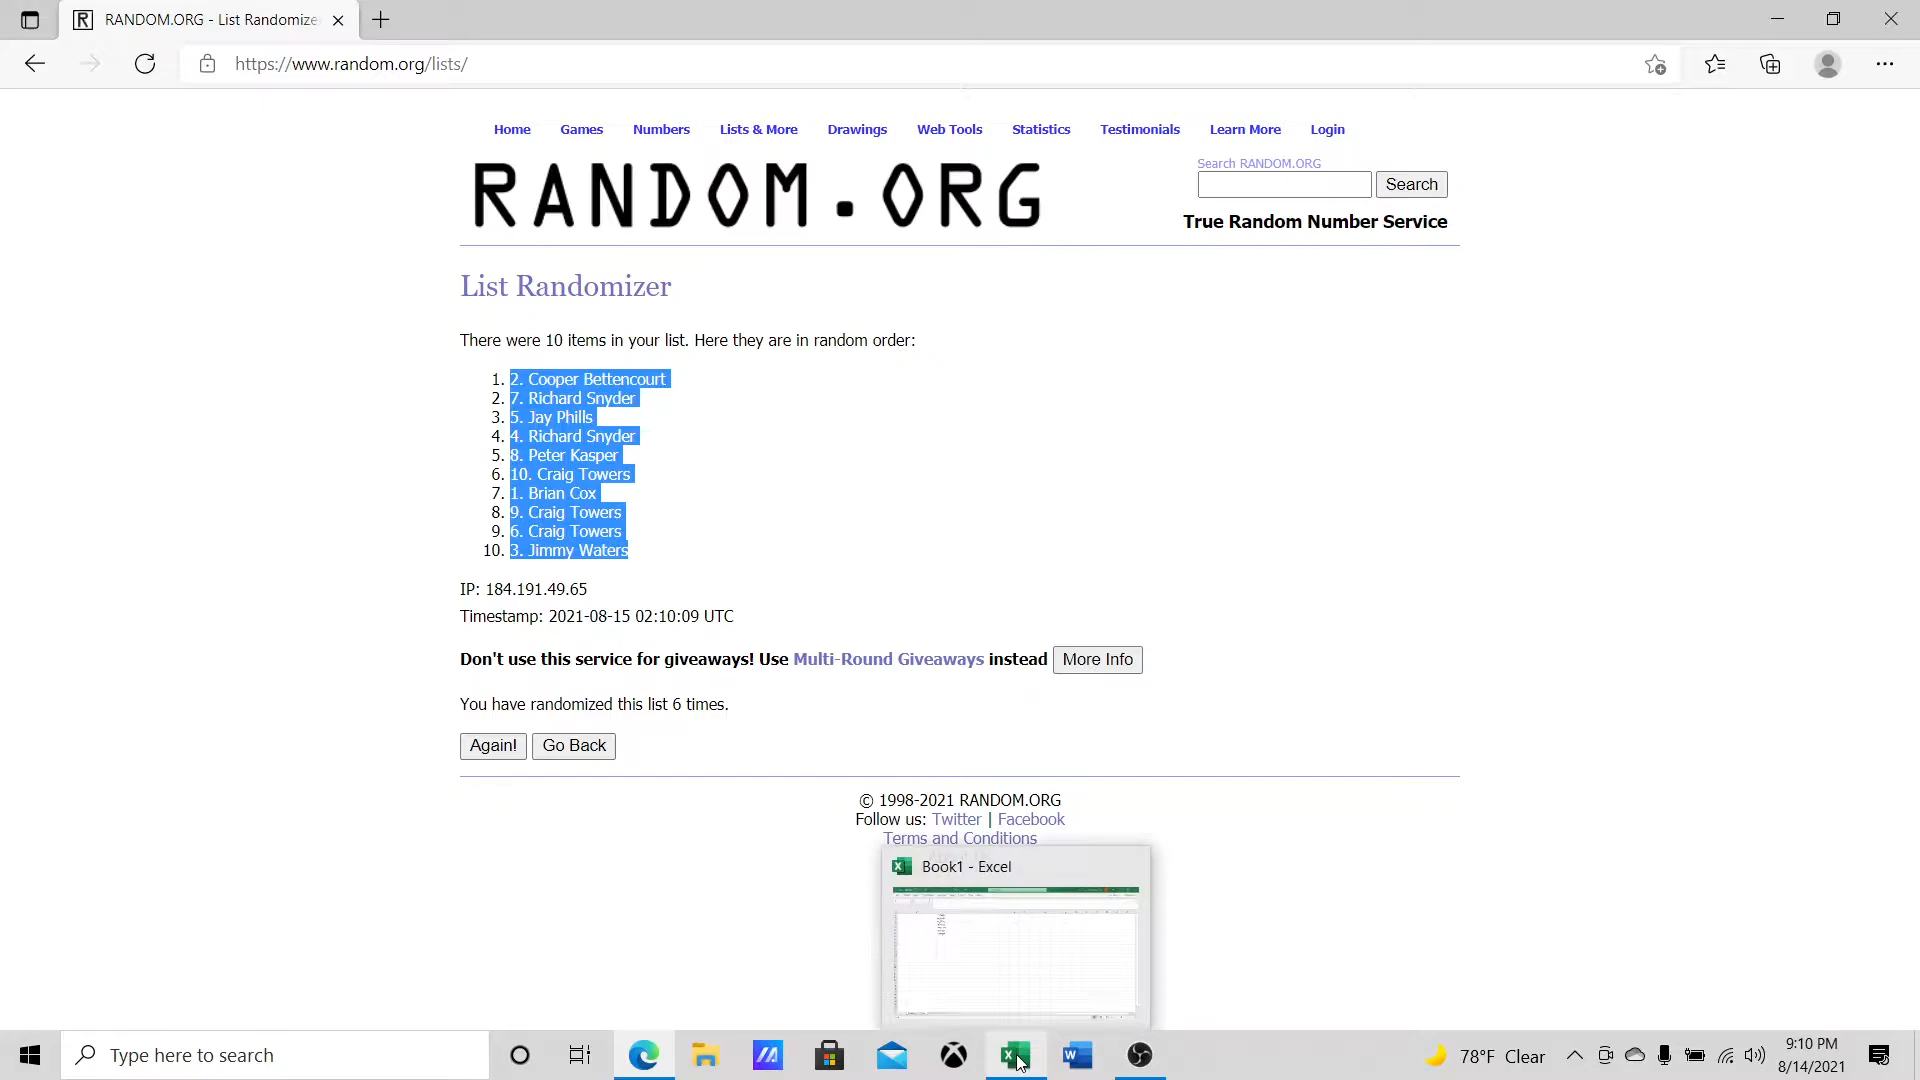 RANDOM.ORG - List Randomize
https://www.random.org/lists/
Home Games Numbers Lists & More Drawings Web Tools Statistics Testimonials Learn More Login
RANDOM.ORG
Search RANDOM.ORG
Search
True Random Number Service
List Randomizer
There were 10 items in your list. Here they are in random order:
1. 2. Cooper Bettencourt
2. 7. Richard Snyder
3. 5. Jay Phills
4. 4. Richard Snyder
5. 8. Peter Kasper
6. 10. Craig Towers
7. 1. Brian Cox
8. 9. Craig Towers
9. 6. Craig Towers
10. 3. Jimmy Waters
IP: 184.191.49.65
Timestamp: 2021-08-15 02:10:09 UTC
Don't use this service for giveaways! Use Multi-Round Giveaways instead More Info
You have randomized this list 6 times.
Again! Go Back
© 1998-2021 RANDOM.ORG
Follow us: Twitter | Facebook
Terms and Conditions
Book1 - Excel
Type here to search
78°F Clear
9:10 PM
8/14/2021